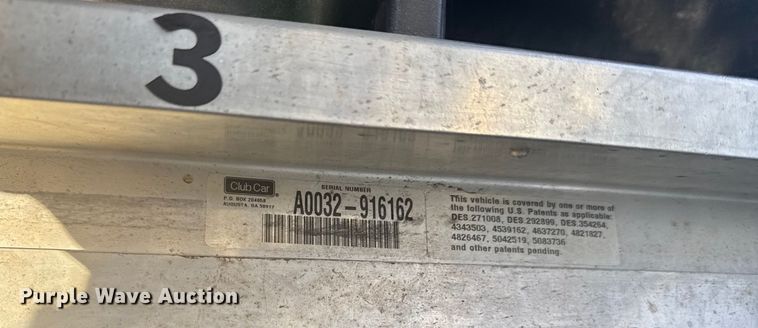 3
Club Car
P.O. BOX 204658
AUGUSTA, GA 30917
SERIAL NUMBER
A0032-916162
This vehicle is covered by one or more of
the following U.S. Patents as applicable:
DES.271008, DES.292899, DES.354264,
4343503, 4539162, 4637270, 4821827,
4826467, 5042519, 5083736
and other patents pending.
Purple Wave Auction